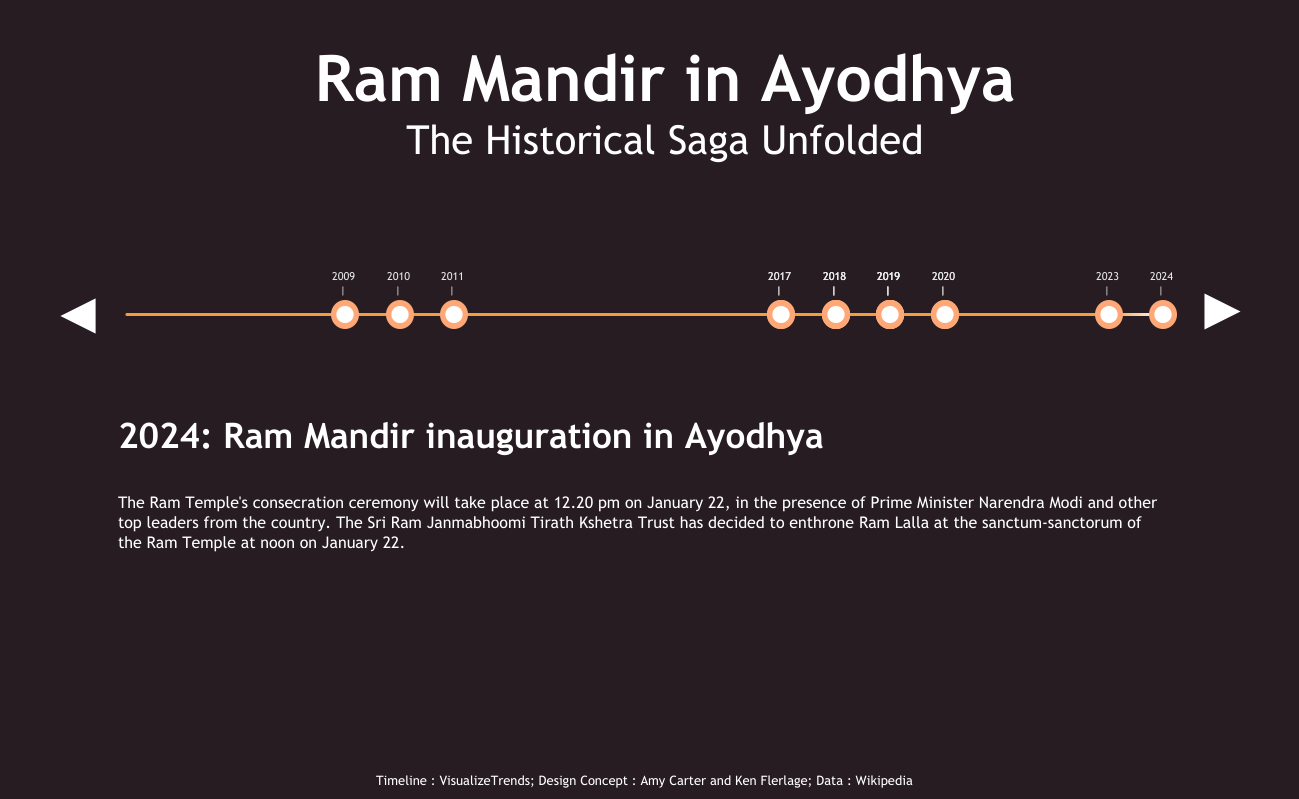 Ram Mandir in Ayodhya
The Historical Saga Unfolded
2009 2010 2011 2017 2018 2019 2020 2023 2024
2024: Ram Mandir inauguration in Ayodhya
The Ram Temple's consecration ceremony will take place at 12.20 pm on January 22, in the presence of Prime Minister Narendra Modi and other
top leaders from the country. The Sri Ram Janmabhoomi Tirath Kshetra Trust has decided to enthrone Ram Lalla at the sanctum-sanctorum of
the Ram Temple at noon on January 22.
Timeline : VisualizeTrends; Design Concept : Amy Carter and Ken Flerlage; Data : Wikipedia